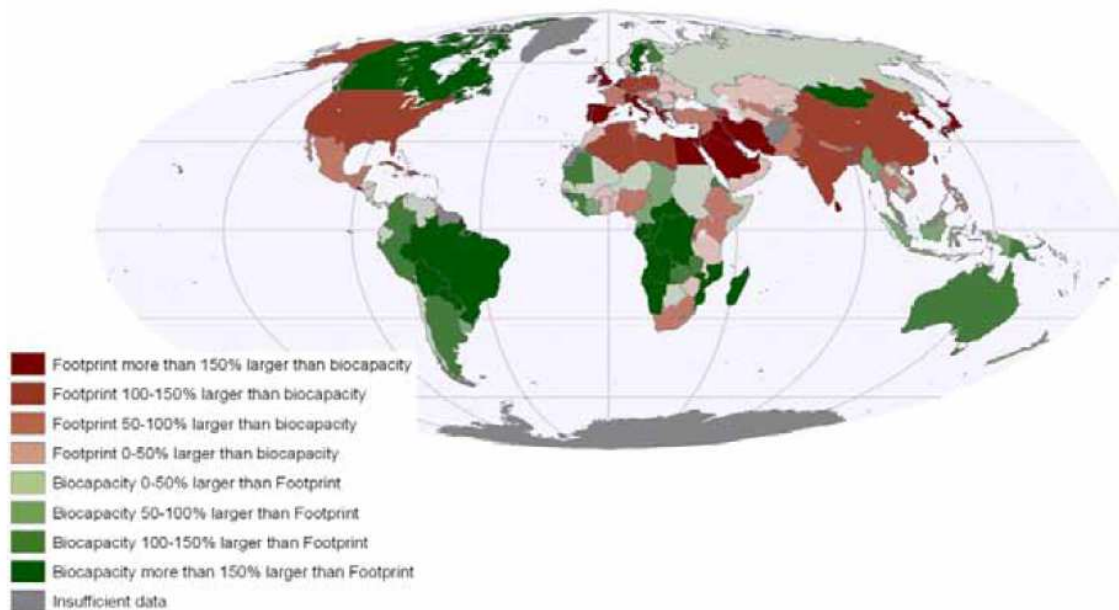 Footprint more than 150% larger than biocapacity
Footprint 100-150% larger than biocapacity
Footprint 50-100% larger than biocapacity
Footprint 0-50% larger than biocapacity
Biocapacity 0-50% larger than Footprint
Biocapacity 50-100% larger than Footprint
Biocapacity 100-150% larger than Footprint
Biocapacity more than 150% larger than Footprint
Insufficient data